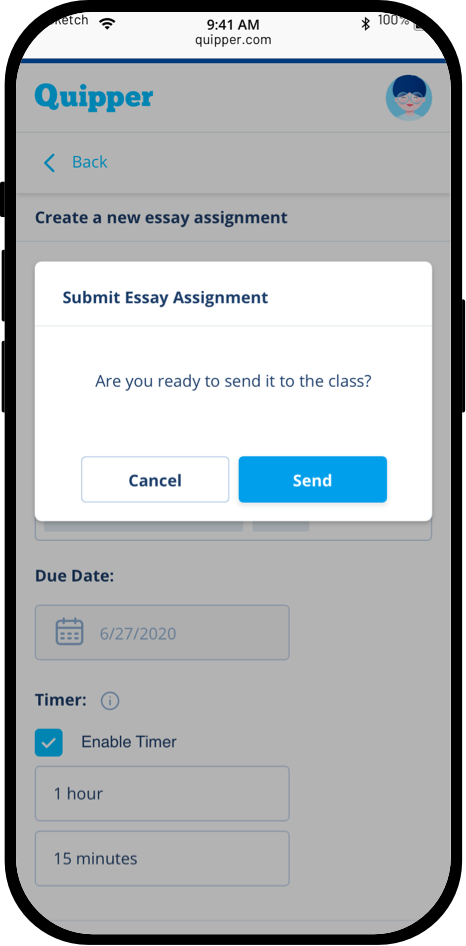 9:41 AM
100%
quipper.com
Quipper
Back
Create a new essay assignment
Submit Essay Assignment
Are you ready to send it to the class?
Cancel
Send
Due Date:
6/27/2020
Timer:
Enable Timer
1 hour
15 minutes